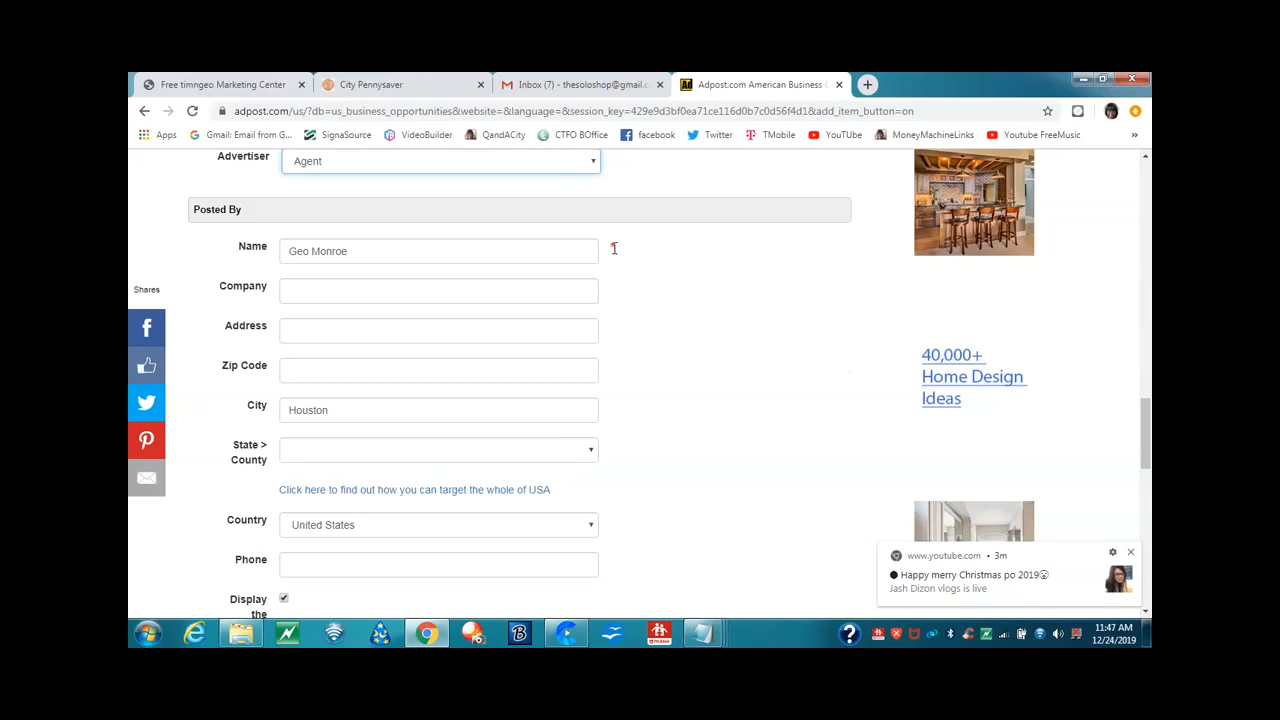 Free timngeo Marketing Center
City Pennysaver
Inbox (7) - thesoloshop@gmail.c
Adpost.com American Business O
adpost.com/us/?db=us_business_opportunities&website=&language=&session_key=429e9d3bf0ea71ce116d0b7c0d56f4d1&add_item_button=on
Apps
Gmail: Email from G...
SignaSource
VideoBuilder
QandACity
CTFO BOffice
facebook
Twitter
TMobile
YouTUbe
MoneyMachineLinks
Youtube FreeMusic
»
Advertiser
Agent
Posted By
Name
Geo Monroe
*
Company
Address
Zip Code
City
Houston
State >
County
Click here to find out how you can target the whole of USA
Country
United States
Phone
Display
the
Shares
40,000+
Home Design
Ideas
www.youtube.com • 3m
Happy merry Christmas po 2019
Jash Dizon vlogs is live
11:47 AM
12/24/2019